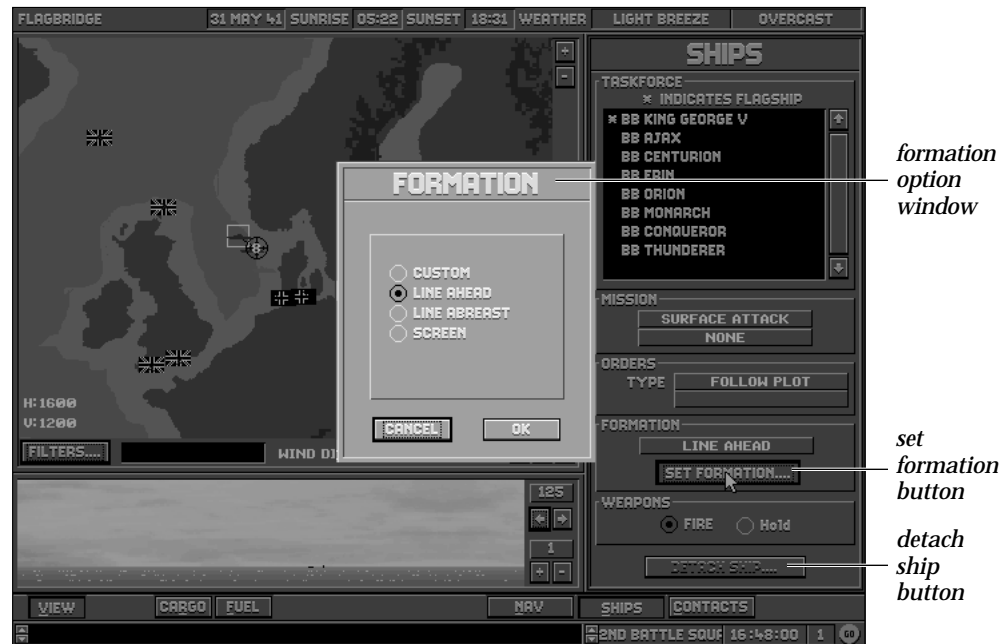 FLAGBRIDGE 31 MAY 41 SUNRISE 05:22 SUNSET 18:31 WEATHER LIGHT BREEZE OVERCAST
+
-
8
H:1600
V:1200
FILTERS....
WIND DI
125
1
+ -
FORMATION
CUSTOM
LINE AHEAD
LINE ABREAST
SCREEN
CANCEL OK
SHIPS
TASKFORCE
* INDICATES FLAGSHIP
* BB KING GEORGE V
BB AJAX
BB CENTURION
BB ERIN
BB ORION
BB MONARCH
BB CONQUEROR
BB THUNDERER
MISSION
SURFACE ATTACK
NONE
ORDERS
TYPE FOLLOW PLOT
FORMATION
LINE AHEAD
SET FORMATION....
WEAPONS
FIRE Hold
DETACH SHIP....
VIEW CARGO FUEL NAV SHIPS CONTACTS
2ND BATTLE SQUA 16:48:00 1 GO
formation
option
window
set
formation
button
detach
ship
button